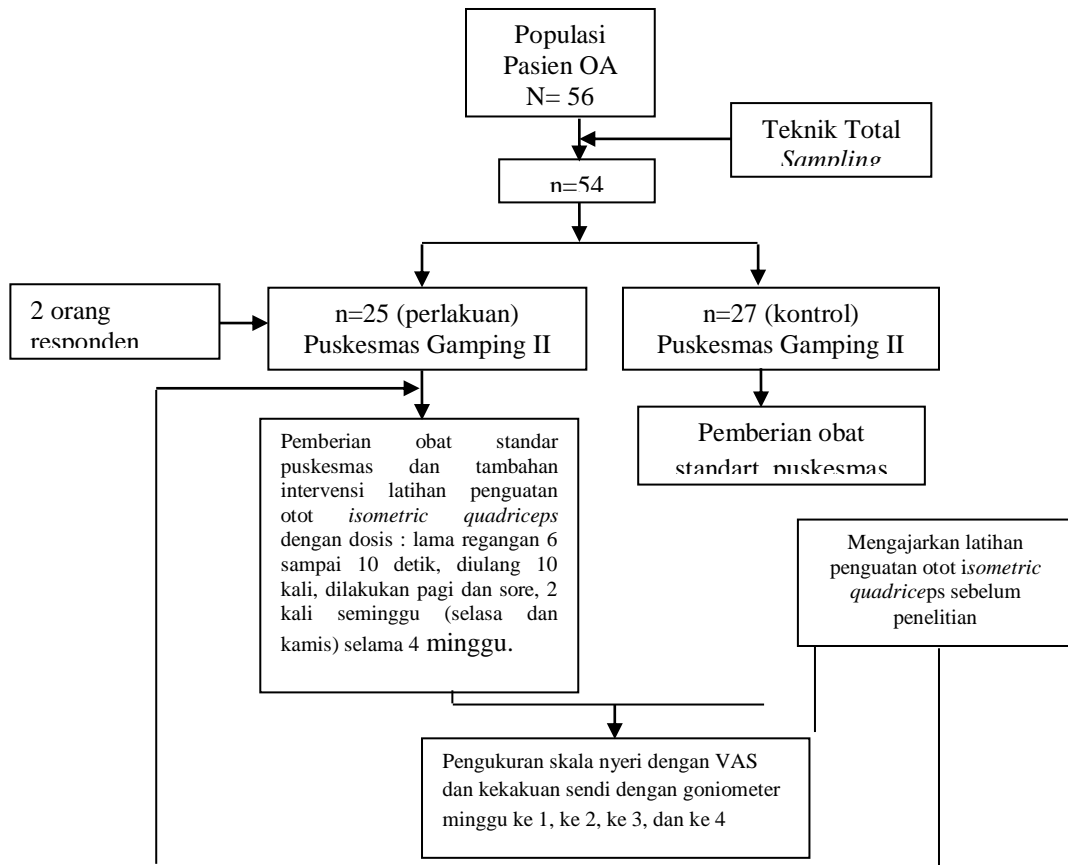 Populasi
Pasien OA
N= 56
Teknik Total
Sampling
n=54
2 orang
responden
n=25 (perlakuan)
Puskesmas Gamping II
n=27 (kontrol)
Puskesmas Gamping II
Pemberian obat standar
puskesmas dan tambahan
intervensi latihan penguatan
otot isometric quadriceps
dengan dosis : lama regangan 6
sampai 10 detik, diulang 10
kali, dilakukan pagi dan sore, 2
kali seminggu (selasa dan
kamis) selama 4 minggu.
Pemberian obat
standart puskesmas
Mengajarkan latihan
penguatan otot isometric
quadriceps sebelum
penelitian
Pengukuran skala nyeri dengan VAS
dan kekakuan sendi dengan goniometer
minggu ke 1, ke 2, ke 3, dan ke 4